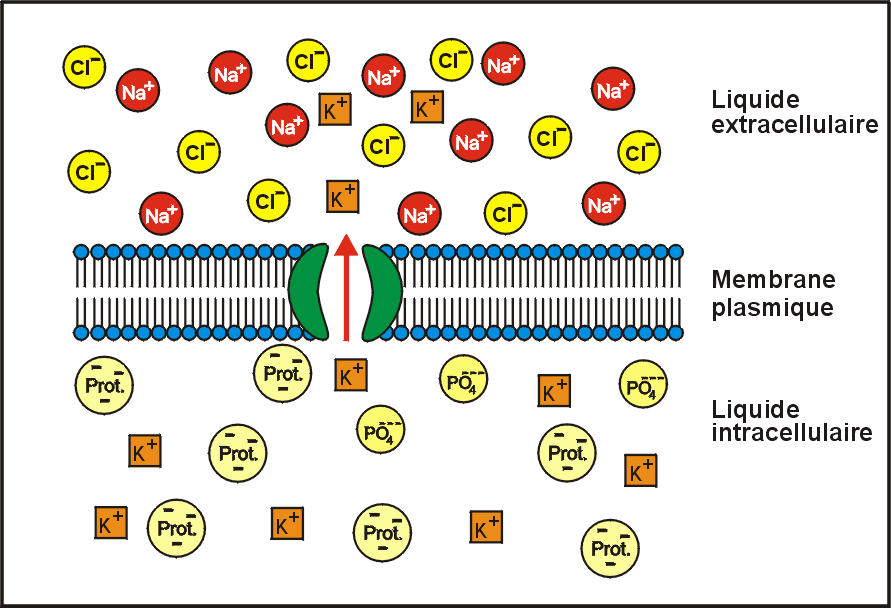 Cl⁻ Na⁺ Na⁺ Cl⁻ Na⁺ Cl⁻ Na⁺ Na⁺
Na⁺ K⁺ K⁺
Liquide
extracellulaire
Cl⁻ Cl⁻ Cl⁻ Na⁺ Cl⁻ Cl⁻
Na⁺ Cl⁻ K⁺ Na⁺ Cl⁻ Na⁺
Membrane
plasmique
Prot. Prot. K⁺ PO₄⁻⁻⁻ K⁺ PO₄⁻⁻⁻
Liquide
intracellulaire
K⁺ Prot. PO₄⁻⁻⁻ Prot. K⁺
K⁺ Prot. K⁺ Prot. K⁺ Prot.